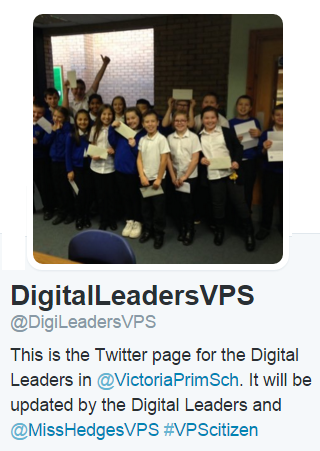 DigitalLeadersVPS
@DigiLeadersVPS
This is the Twitter page for the Digital
Leaders in @VictoriaPrimSch. It will be
updated by the Digital Leaders and
@MissHedgesVPS #VPScitizen